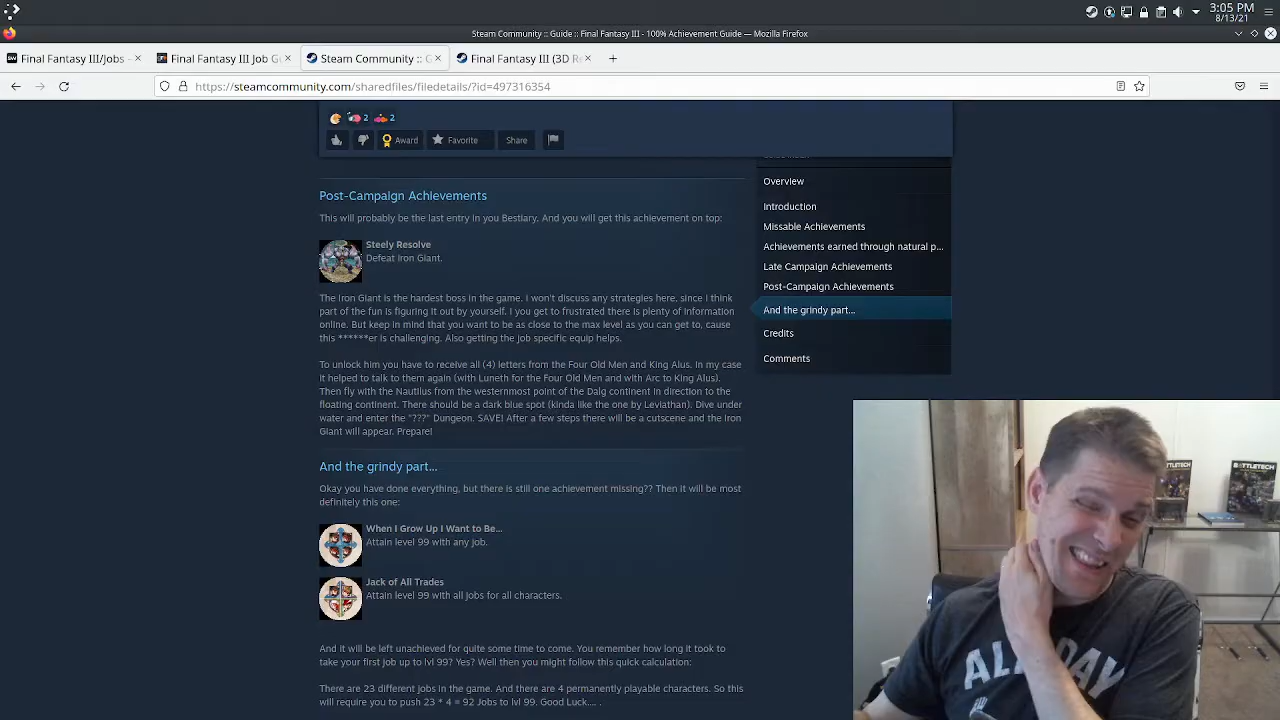 3:05 PM
8/13/21
Steam Community :: Guide :: Final Fantasy III - 100% Achievement Guide — Mozilla Firefox
Final Fantasy III/Jobs –
Final Fantasy III Job G
Steam Community ::
Final Fantasy III (3D R
https://steamcommunity.com/sharedfiles/filedetails/?id=497316354
2 2
Award Favorite Share
Post-Campaign Achievements
This will probably be the last entry in you Bestiary. And you will get this achievement on top:
Steely Resolve
Defeat Iron Giant.
The Iron Giant is the hardest boss in the game. I won't discuss any strategies here, since I think
part of the fun is figuring it out by yourself. I you get to frustrated there is plenty of information
online. But keep in mind that you want to be as close to the max level as you can get to, cause
this ******er is challenging. Also getting the job specific equip helps.
To unlock him you have to receive all (4) letters from the Four Old Men and King Alus. In my case
it helped to talk to them again (with Luneth for the Four Old Men and with Arc to King Alus).
Then fly with the Nautilus from the westernmost point of the Dalg continent in direction to the
floating continent. There should be a dark blue spot (kinda like the one by Leviathan). Dive under
water and enter the "???" Dungeon. SAVE! After a few steps there will be a cutscene and the Iron
Giant will appear. Prepare!
And the grindy part...
Okay you have done everything, but there is still one achievement missing?? Then it will be most
definitely this one:
When I Grow Up I Want to Be...
Attain level 99 with any job.
Jack of All Trades
Attain level 99 with all jobs for all characters.
And it will be left unachieved for quite some time to come. You remember how long it took to
take your first job up to lvl 99? Yes? Well then you might follow this quick calculation:
There are 23 different jobs in the game. And there are 4 permanently playable characters. So this
will require you to push 23 * 4 = 92 Jobs to lvl 99. Good Luck.... .
Overview
Introduction
Missable Achievements
Achievements earned through natural p...
Late Campaign Achievements
Post-Campaign Achievements
And the grindy part...
Credits
Comments
BATTLETECH
ALL DAY